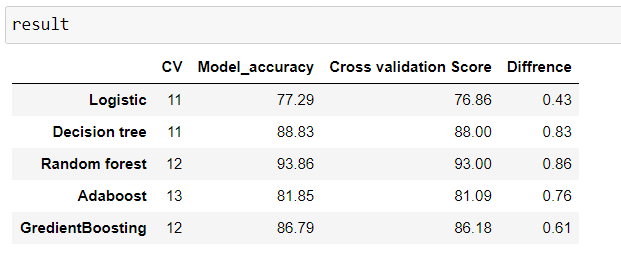 result
CV Model_accuracy Cross validation Score Diffrence
Logistic 11 77.29 76.86 0.43
Decision tree 11 88.83 88.00 0.83
Random forest 12 93.86 93.00 0.86
Adaboost 13 81.85 81.09 0.76
GredientBoosting 12 86.79 86.18 0.61